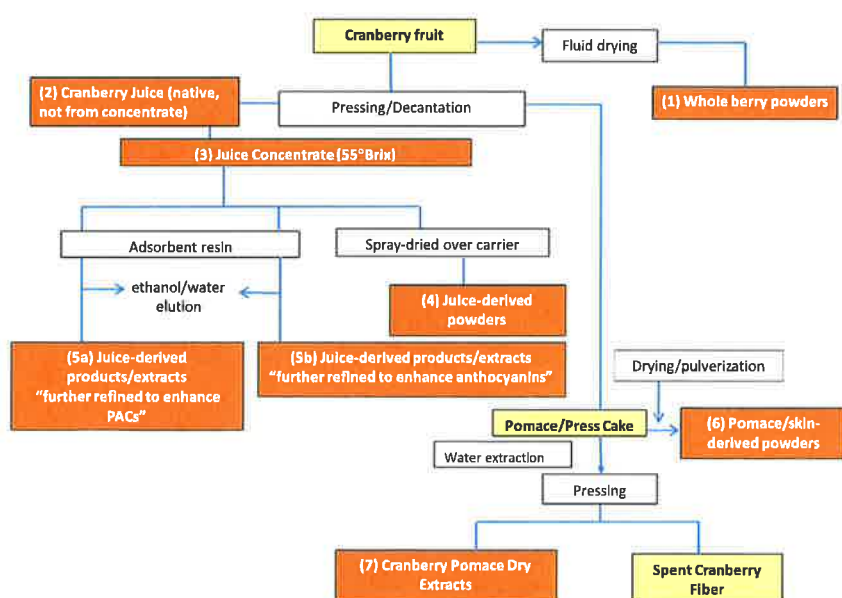 Cranberry fruit
Fluid drying
(2) Cranberry Juice (native,
not from concentrate)
Pressing/Decantation
(1) Whole berry powders
(3) Juice Concentrate (55°Brix)
Adsorbent resin
Spray-dried over carrier
ethanol/water
elution
(4) Juice-derived
powders
(5a) Juice-derived
products/extracts
"further refined to enhance
PACs"
(5b) Juice-derived products/extracts
"further refined to enhance anthocyanins"
Drying/pulverization
Pomace/Press Cake
(6) Pomace/skin-
derived powders
Water extraction
Pressing
(7) Cranberry Pomace Dry
Extracts
Spent Cranberry
Fiber